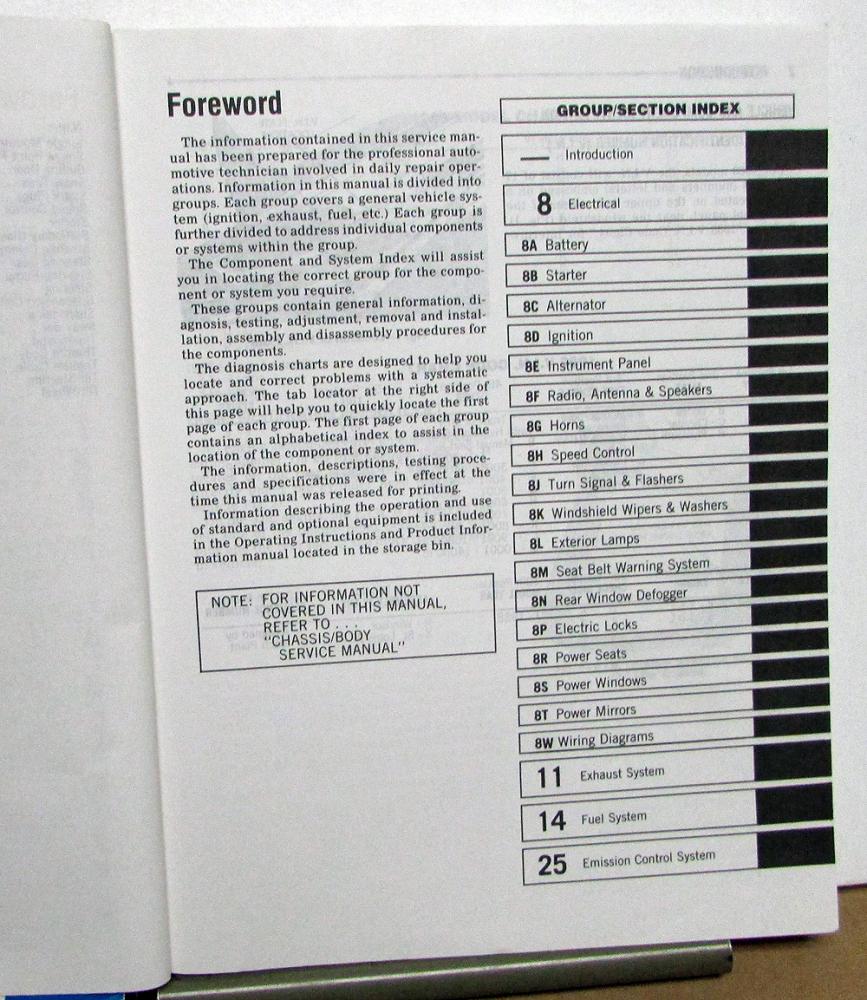 Foreword
The information contained in this service man-
ual has been prepared for the professional auto-
motive technician involved in daily repair oper-
ations. Information in this manual is divided into
groups. Each group covers a general vehicle sys-
tem (ignition, exhaust, fuel, etc.) Each group is
further divided to address individual components
or systems within the group.
The Component and System Index will assist
you in locating the correct group for the compo-
nent or system you require.
These groups contain general information, di-
agnosis, testing, adjustment, removal and instal-
lation, assembly and disassembly procedures for
the components.
The diagnosis charts are designed to help you
locate and correct problems with a systematic
approach. The tab locator at the right side of
this page will help you to quickly locate the first
page of each group. The first page of each group
contains an alphabetical index to assist in the
location of the component or system.
The information, descriptions, testing proce-
dures and specifications were in effect at the
time this manual was released for printing.
Information describing the operation and use
of standard and optional equipment is included
in the Operating Instructions and Product Infor-
mation manual located in the storage bin.
NOTE: FOR INFORMATION NOT
COVERED IN THIS MANUAL,
REFER TO . . .
"CHASSIS/BODY
SERVICE MANUAL"
GROUP/SECTION INDEX
— Introduction
8 Electrical
8A Battery
8B Starter
8C Alternator
8D Ignition
8E Instrument Panel
8F Radio, Antenna & Speakers
8G Horns
8H Speed Control
8J Turn Signal & Flashers
8K Windshield Wipers & Washers
8L Exterior Lamps
8M Seat Belt Warning System
8N Rear Window Defogger
8P Electric Locks
8R Power Seats
8S Power Windows
8T Power Mirrors
8W Wiring Diagrams
11 Exhaust System
14 Fuel System
25 Emission Control System